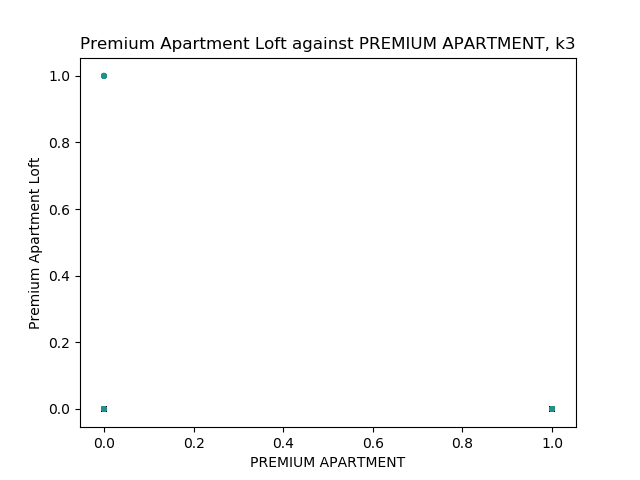 Premium Apartment Loft against PREMIUM APARTMENT, k3
1.0
0.8
0.6
0.4
0.2
0.0
Premium Apartment Loft
0.0 0.2 0.4 0.6 0.8 1.0
PREMIUM APARTMENT